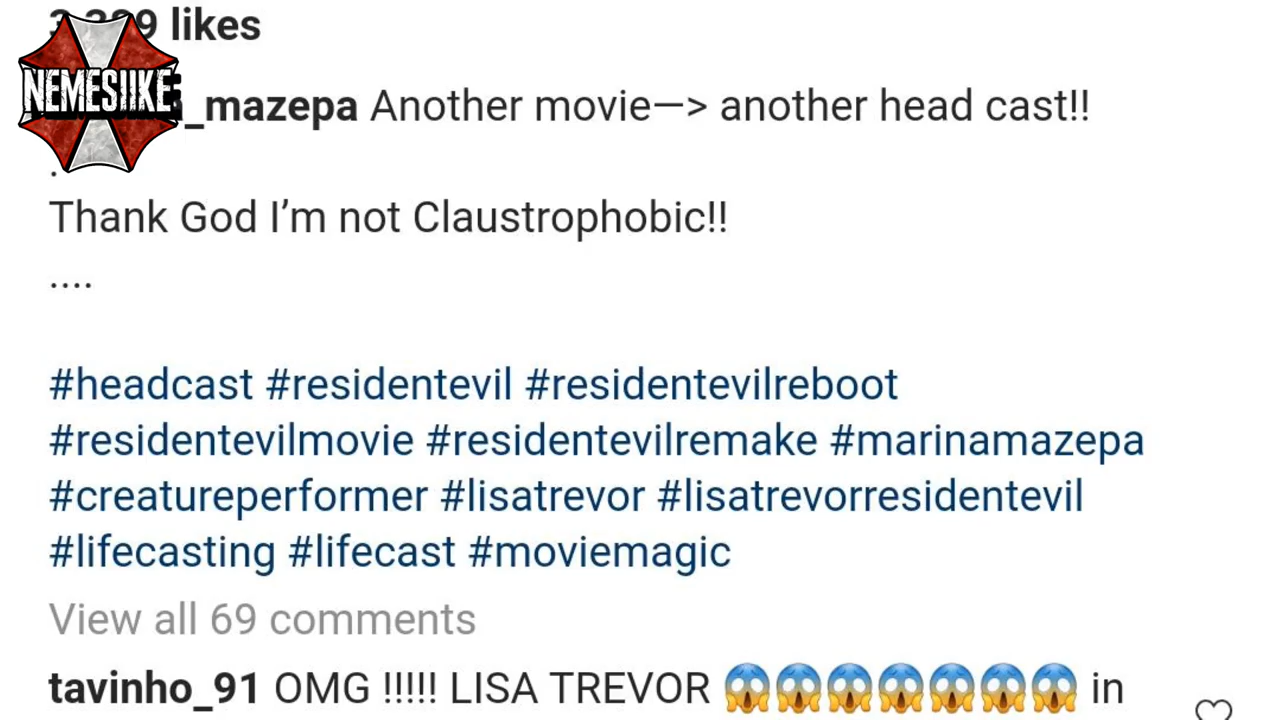 likes
NEMESIIKE
_mazepa Another movie—> another head cast!!
.
Thank God I’m not Claustrophobic!!
....
#headcast #residentevil #residentevilreboot
#residentevilmovie #residentevilremake #marinamazepa
#creatureperformer #lisatrevor #lisatrevorresidentevil
#lifecasting #lifecast #moviemagic
View all 69 comments
tavinho_91 OMG !!!!! LISA TREVOR 😱😱😱😱😱😱😱 in